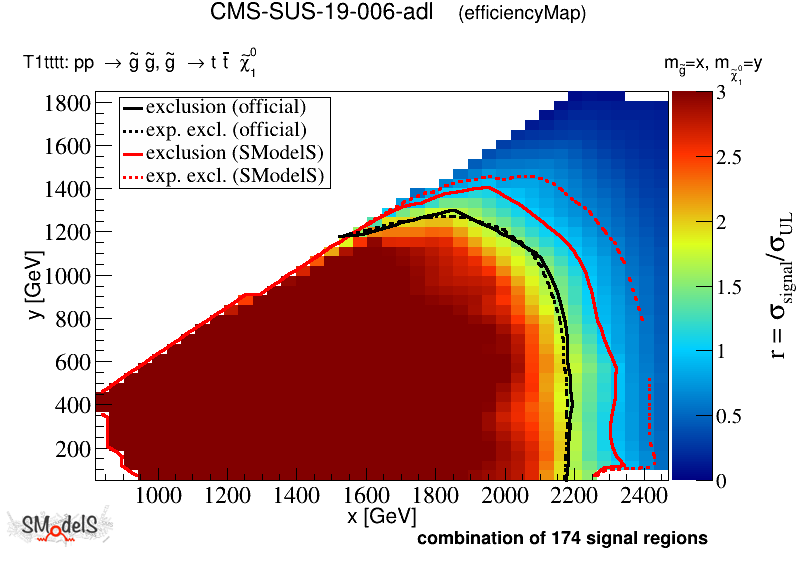 CMS-SUS-19-006-adl (efficiencyMap)
T1tttt: pp → g̃ g̃, g̃ → t t̄ χ̃₁⁰
m_g̃=x, m_χ̃₁⁰=y
exclusion (official)
exp. excl. (official)
exclusion (SModelS)
exp. excl. (SModelS)
1800
1600
1400
1200
1000
800
600
400
200
y [GeV]
1000 1200 1400 1600 1800 2000 2200 2400
x [GeV]
3
2.5
2
1.5
1
0.5
0
r = σ_signal/σ_UL
SModelS
combination of 174 signal regions